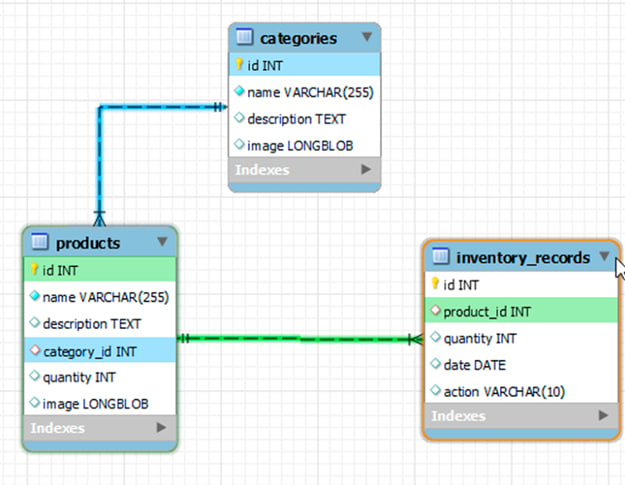 categories
id INT
name VARCHAR(255)
description TEXT
image LONGBLOB
Indexes
products
id INT
name VARCHAR(255)
description TEXT
category_id INT
quantity INT
image LONGBLOB
Indexes
inventory_records
id INT
product_id INT
quantity INT
date DATE
action VARCHAR(10)
Indexes